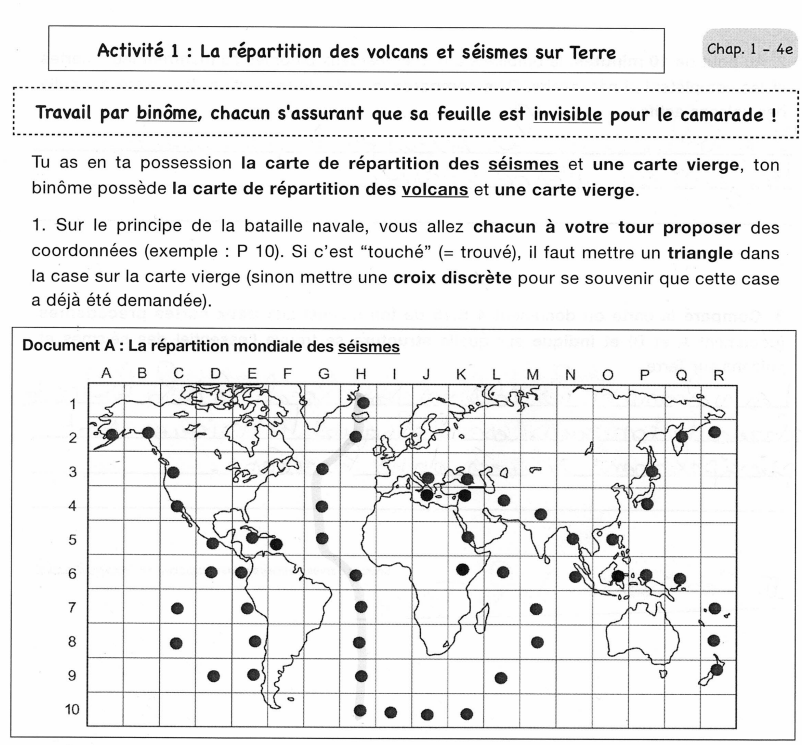 Activité 1 : La répartition des volcans et séismes sur Terre
Chap. 1 - 4e
Travail par binôme, chacun s'assurant que sa feuille est invisible pour le camarade !
Tu as en ta possession la carte de répartition des séismes et une carte vierge, ton
binôme possède la carte de répartition des volcans et une carte vierge.
1. Sur le principe de la bataille navale, vous allez chacun à votre tour proposer des
coordonnées (exemple : P 10). Si c'est “touché” (= trouvé), il faut mettre un triangle dans
la case sur la carte vierge (sinon mettre une croix discrète pour se souvenir que cette case
a déjà été demandée).
Document A : La répartition mondiale des séismes
A B C D E F G H I J K L M N O P Q R
1
2
3
4
5
6
7
8
9
10